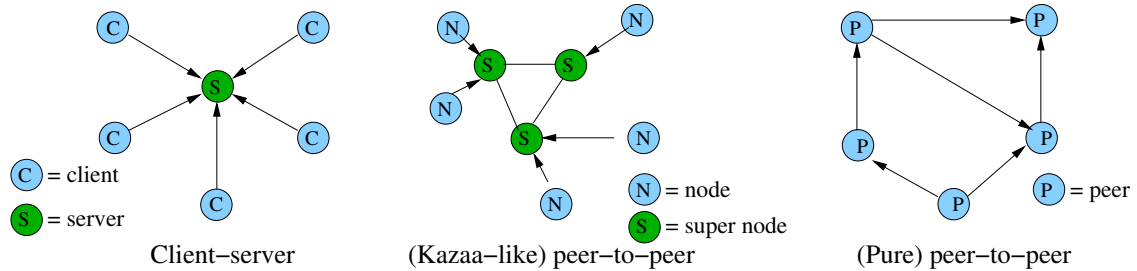 C
C
S
C
C
C
C = client
S = server
Client−server
N
N
S
S
N
S
N
N
N = node
S = super node
(Kazaa−like) peer−to−peer
P
P
P
P
P
P = peer
(Pure) peer−to−peer